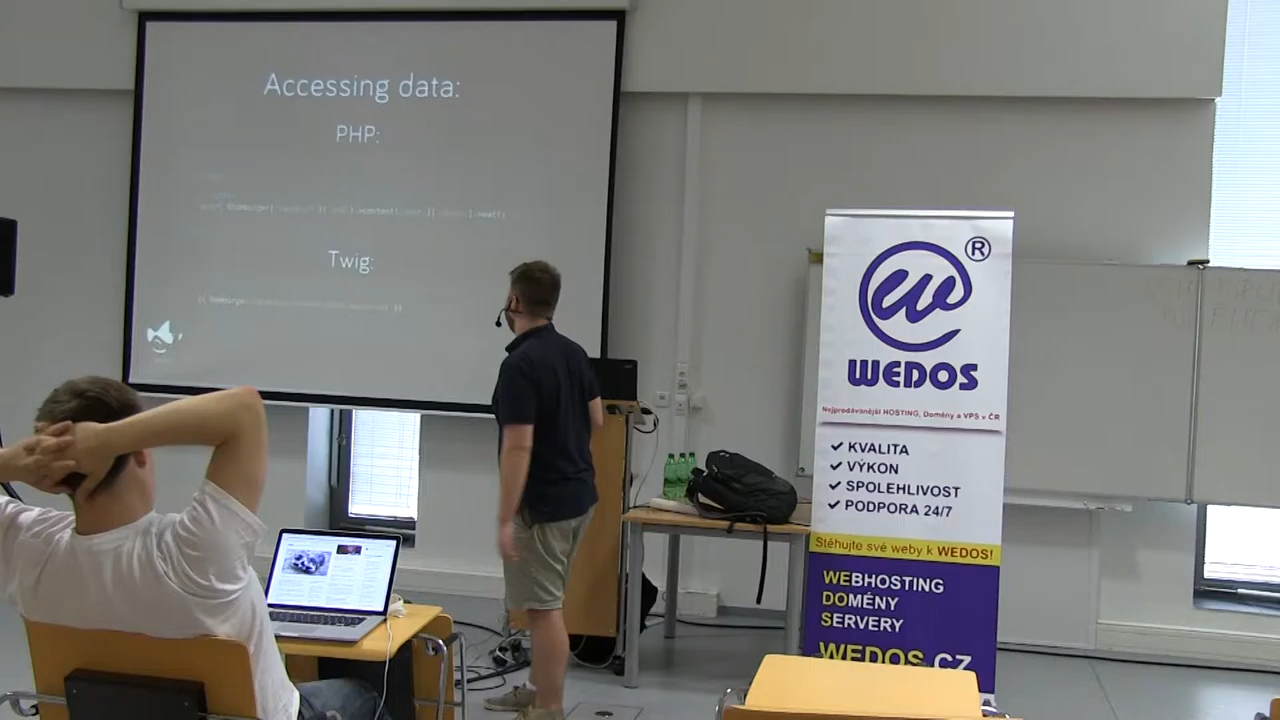 Accessing data:
PHP:
Twig:
®
WEDOS
Nejprodávanější HOSTING, Domény a VPS v ČR
KVALITA
VÝKON
SPOLEHLIVOST
PODPORA 24/7
Stěhujte své weby k WEDOS!
WEBHOSTING
DOMÉNY
SERVERY
WEDOS.CZ